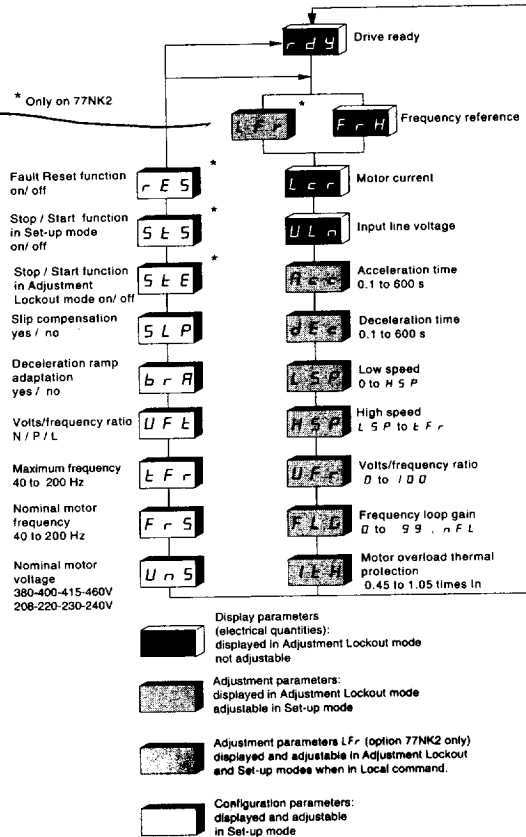 r d Y
Drive ready
* Only on 77NK2
L F r
*
F r H
Frequency reference
Fault Reset function
on/ off
r E S
*
L c r
Motor current
Stop / Start function
in Set-up mode
on/ off
S t S
*
U L n
Input line voltage
Stop / Start function
in Adjustment
Lockout mode on/ off
S t E
*
A c c
Acceleration time
0.1 to 600 s
Slip compensation
yes / no
S L P
d E c
Deceleration time
0.1 to 600 s
Deceleration ramp
adaptation
yes / no
b r A
L S P
Low speed
0 to H S P
Volts/frequency ratio
N / P / L
U F t
H S P
High speed
L S P to t F r
Maximum frequency
40 to 200 Hz
t F r
U F r
Volts/frequency ratio
0 to 100
Nominal motor
frequency
40 to 200 Hz
F r S
F L G
Frequency loop gain
0 to 99 , n F L
Nominal motor
voltage
380-400-415-460V
208-220-230-240V
U n S
I t H
Motor overload thermal
protection
0.45 to 1.05 times In
Display parameters
(electrical quantities):
displayed in Adjustment Lockout mode
not adjustable
Adjustment parameters:
displayed in Adjustment Lockout mode
adjustable in Set-up mode
Adjustment parameters LFr (option 77NK2 only)
displayed and adjustable in Adjustment Lockout
and Set-up modes when in Local command.
Configuration parameters:
displayed and adjustable
in Set-up mode